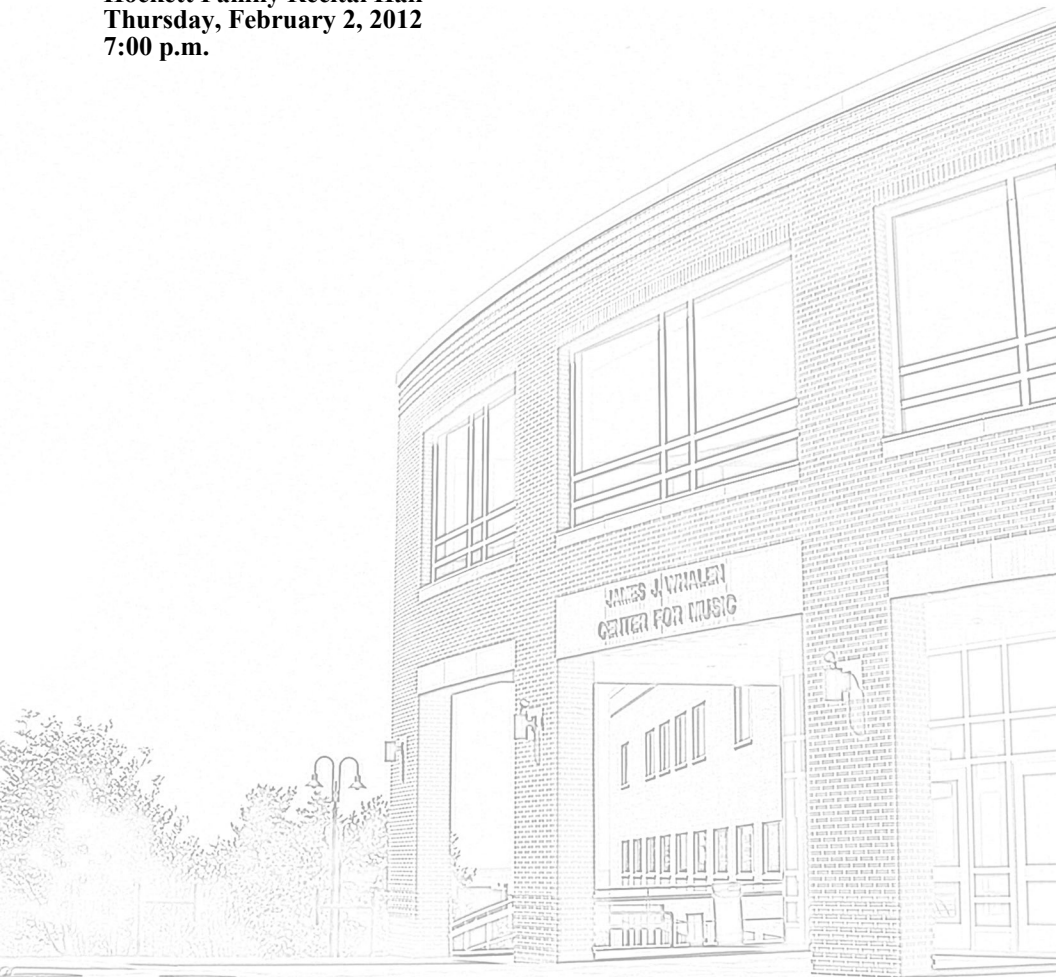 Hockett Family Recital Hall
Thursday, February 2, 2012
7:00 p.m.
JAMES J. WHALEN
CENTER FOR MUSIC